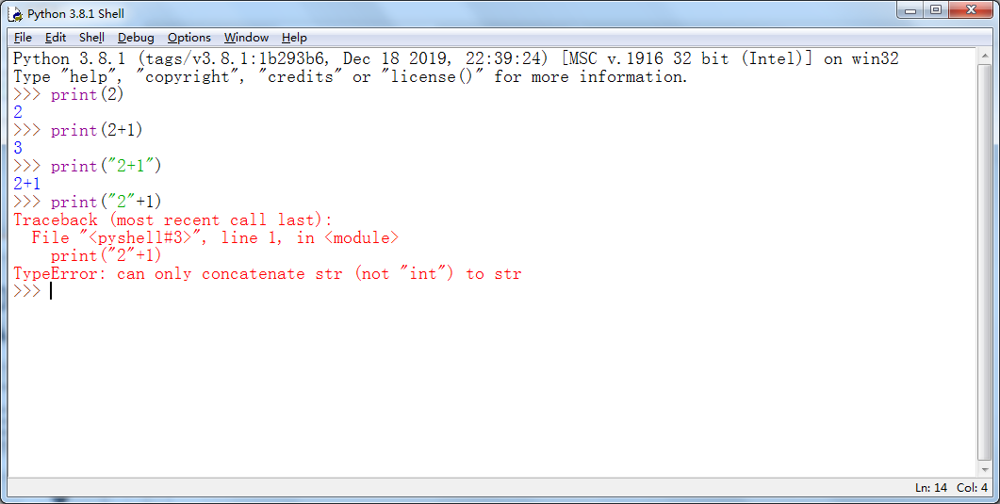 Python 3.8.1 Shell
File Edit Shell Debug Options Window Help
Python 3.8.1 (tags/v3.8.1:1b293b6, Dec 18 2019, 22:39:24) [MSC v.1916 32 bit (Intel)] on win32
Type "help", "copyright", "credits" or "license()" for more information.
>>> print(2)
2
>>> print(2+1)
3
>>> print("2+1")
2+1
>>> print("2"+1)
Traceback (most recent call last):
  File "<pyshell#3>", line 1, in <module>
    print("2"+1)
TypeError: can only concatenate str (not "int") to str
>>>
Ln: 14 Col: 4